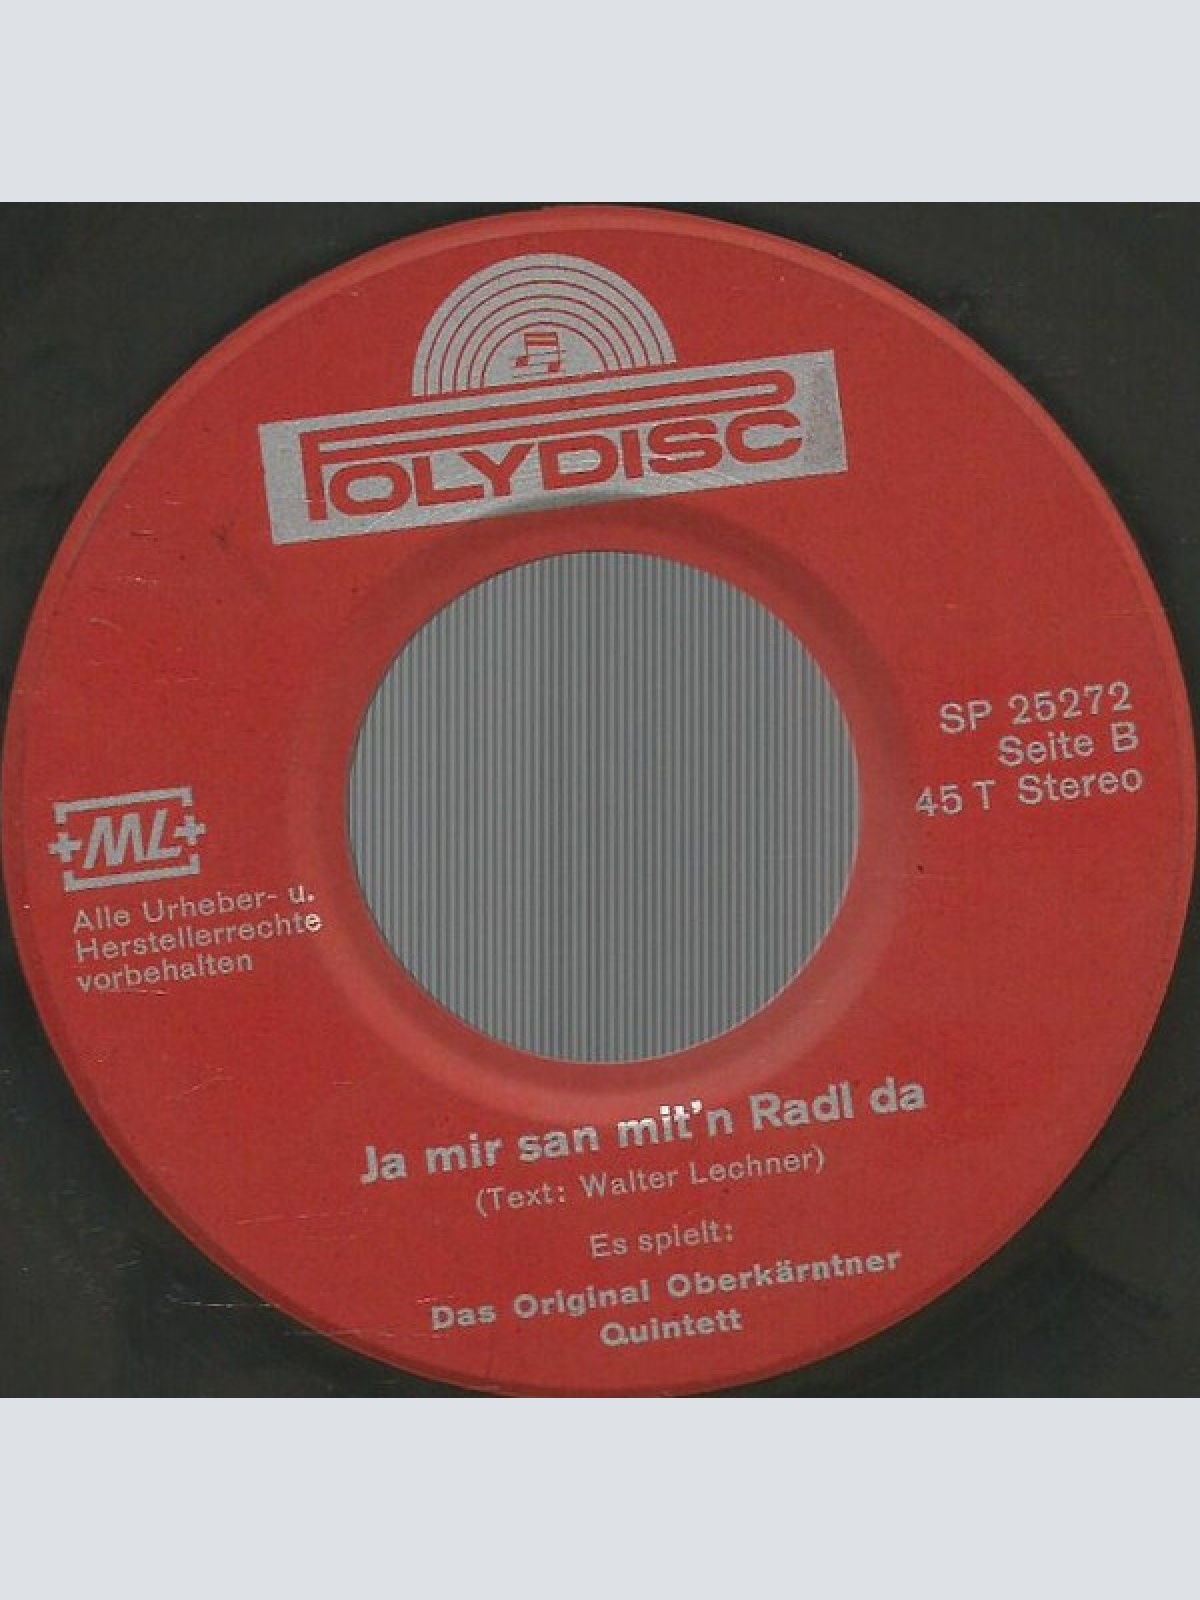 POLYDISC
SP 25272
Seite B
45 T Stereo
+ML+
Alle Urheber- u.
Herstellerrechte
vorbehalten
Ja mir san mit'n Radl da
(Text: Walter Lechner)
Es spielt:
Das Original Oberkärntner
Quintett